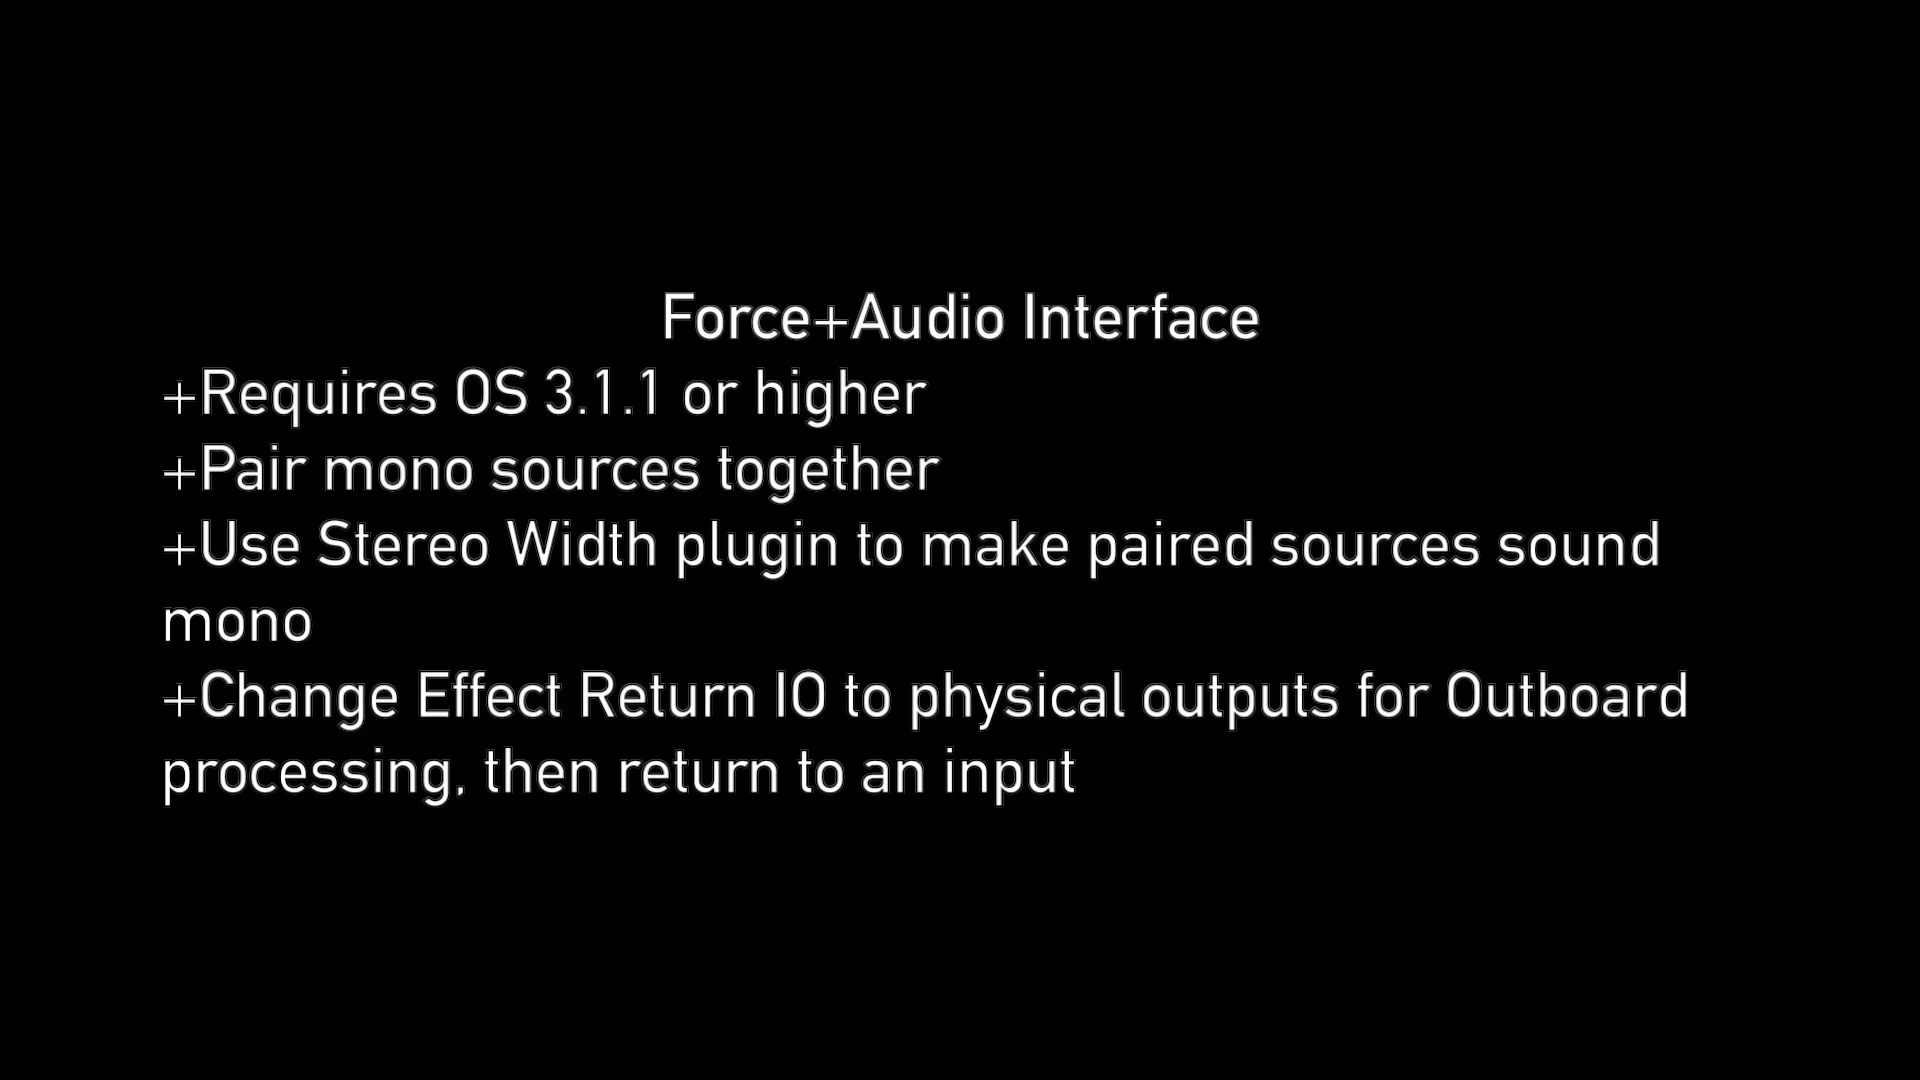 Force+Audio Interface
+Requires OS 3.1.1 or higher
+Pair mono sources together
+Use Stereo Width plugin to make paired sources sound
mono
+Change Effect Return IO to physical outputs for Outboard
processing, then return to an input